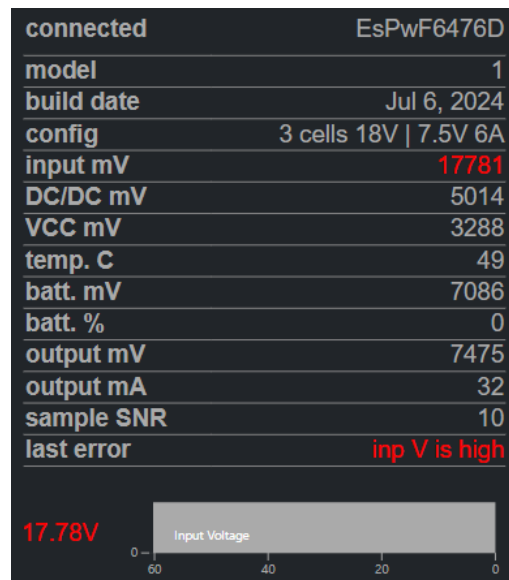 connected EsPwF6476D
model 1
build date Jul 6, 2024
config 3 cells 18V | 7.5V 6A
input mV 17781
DC/DC mV 5014
VCC mV 3288
temp. C 49
batt. mV 7086
batt. % 0
output mV 7475
output mA 32
sample SNR 10
last error inp V is high
17.78V Input Voltage
0
60 40 20 0